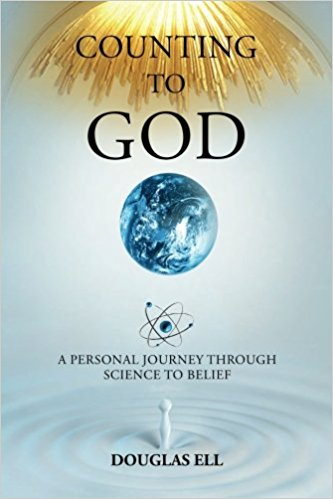 COUNTING
TO
GOD
A PERSONAL JOURNEY THROUGH
SCIENCE TO BELIEF
DOUGLAS ELL